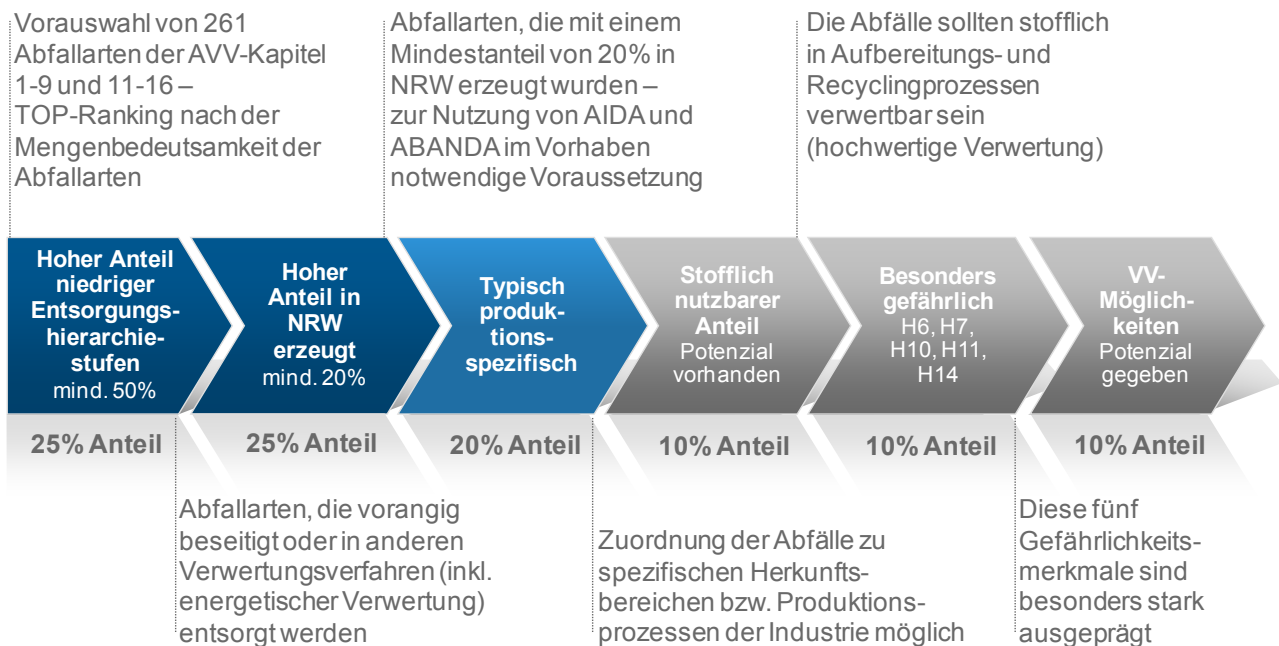 Vorauswahl von 261
Abfallarten der AVV-Kapitel
1-9 und 11-16 –
TOP-Ranking nach der
Mengenbedeutsamkeit der
Abfallarten
Abfallarten, die mit einem
Mindestanteil von 20% in
NRW erzeugt wurden –
zur Nutzung von AIDA und
ABANDA im Vorhaben
notwendige Voraussetzung
Die Abfälle sollten stofflich
in Aufbereitungs- und
Recyclingprozessen
verwertbar sein
(hochwertige Verwertung)
Hoher Anteil
niedriger
Entsorgungs-
hierarchie-
stufen
mind. 50%
Hoher
Anteil in
NRW
erzeugt
mind. 20%
Typisch
produk-
tions-
spezifisch
Stofflich
nutzbarer
Anteil
Potenzial
vorhanden
Besonders
gefährlich
H6, H7,
H10, H11,
H14
VV-
Möglich-
keiten
Potenzial
gegeben
25% Anteil
25% Anteil
20% Anteil
10% Anteil
10% Anteil
10% Anteil
Abfallarten, die vorangig
beseitigt oder in anderen
Verwertungsverfahren (inkl.
energetischer Verwertung)
entsorgt werden
Zuordnung der Abfälle zu
spezifischen Herkunfts-
bereichen bzw. Produktions-
prozessen der Industrie möglich
Diese fünf
Gefährlichkeits-
merkmale sind
besonders stark
ausgeprägt